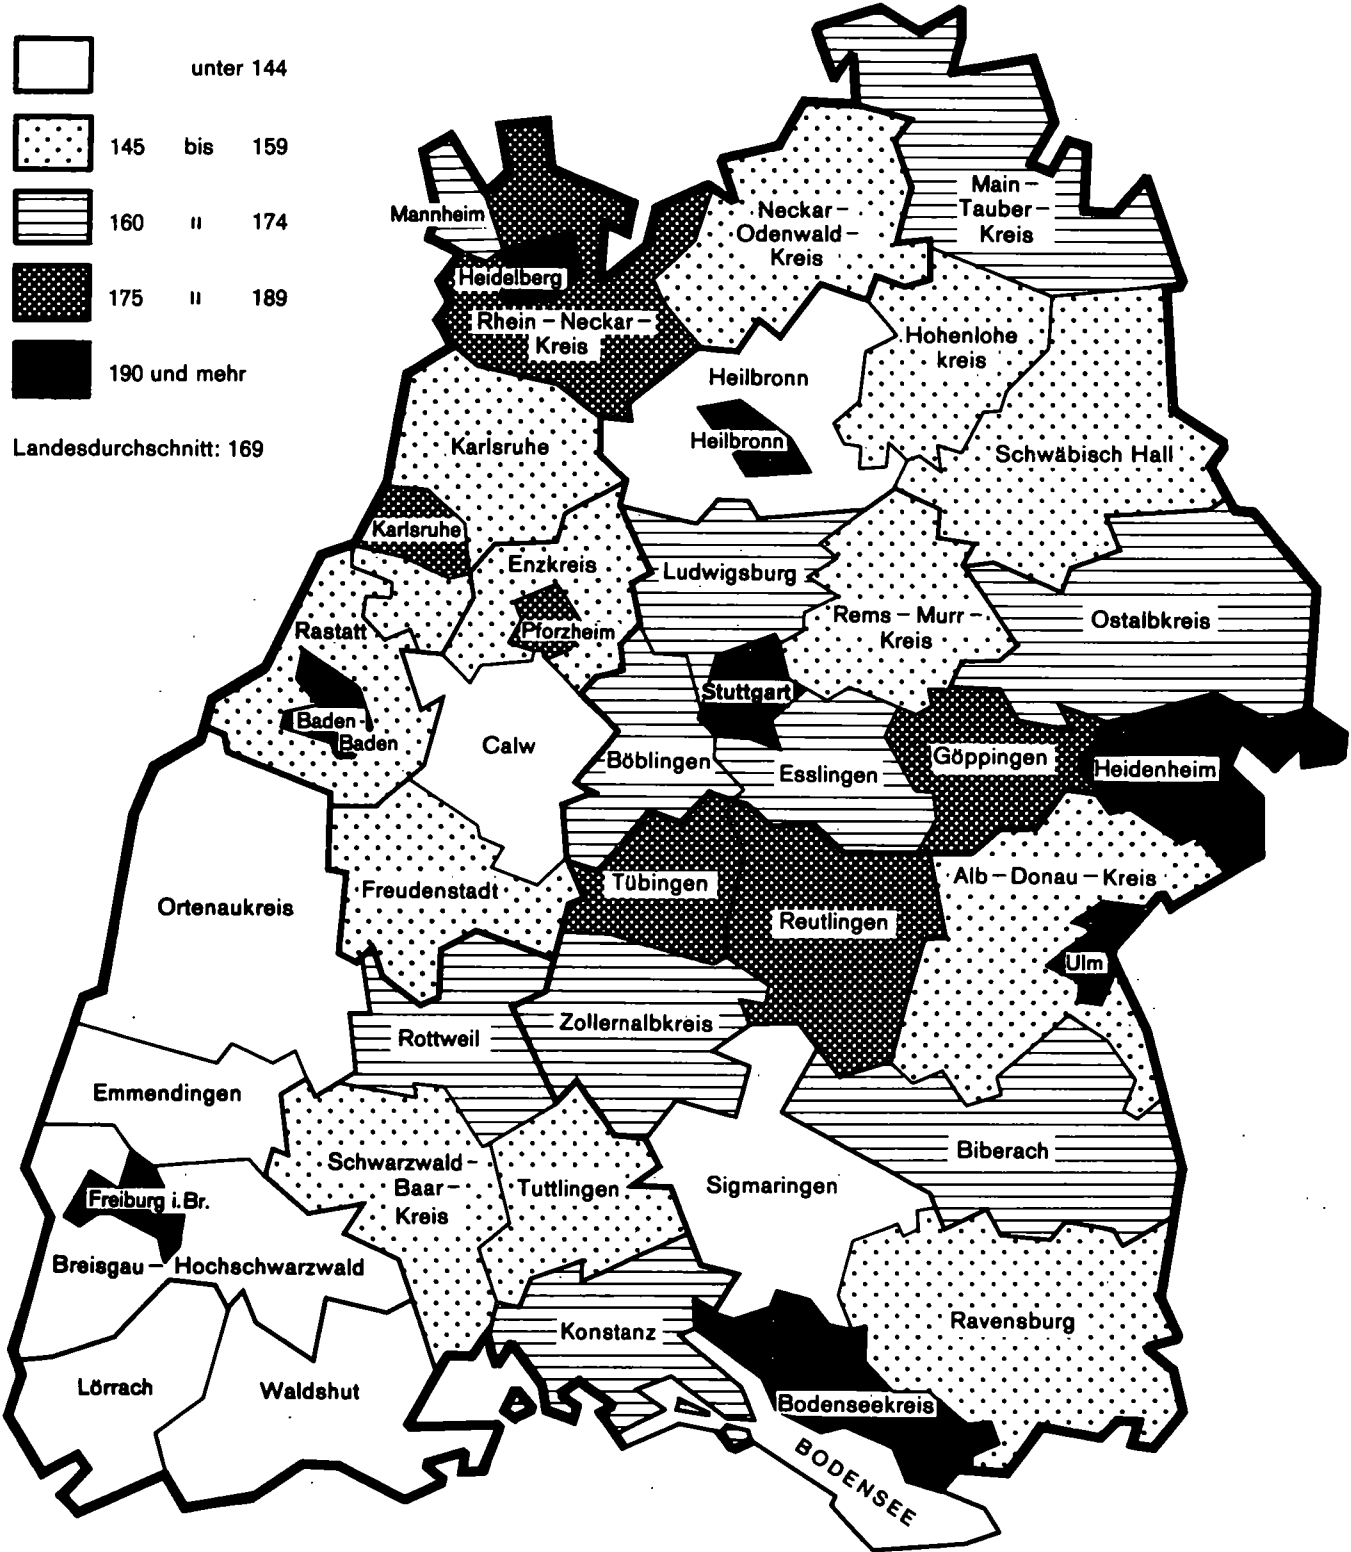 unter 144
145 bis 159
160 " 174
175 " 189
190 und mehr
Landesdurchschnitt: 169
Main-
Tauber-
Kreis
Mannheim
Neckar-
Odenwald-
Kreis
Heidelberg
Rhein-Neckar-
Kreis
Hohenlohe
kreis
Heilbronn
Heilbronn
Karlsruhe
Schwäbisch Hall
Karlsruhe
Enzkreis
Ludwigsburg
Rems-Murr-
Kreis
Ostalbkreis
Rastatt
Pforzheim
Stuttgart
Baden-
Baden
Calw
Böblingen
Esslingen
Göppingen
Heidenheim
Freudenstadt
Tübingen
Reutlingen
Alb-Donau-Kreis
Ortenaukreis
Ulm
Rottweil
Zollernalbkreis
Emmendingen
Biberach
Schwarzwald-
Baar-
Kreis
Tuttlingen
Sigmaringen
Freiburg i.Br.
Breisgau-Hochschwarzwald
Konstanz
Ravensburg
Lörrach
Waldshut
Bodenseekreis
BODENSEE